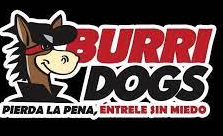 BURRI
DOGS
PIERDA LA PENA, ÉNTRELE SIN MIEDO